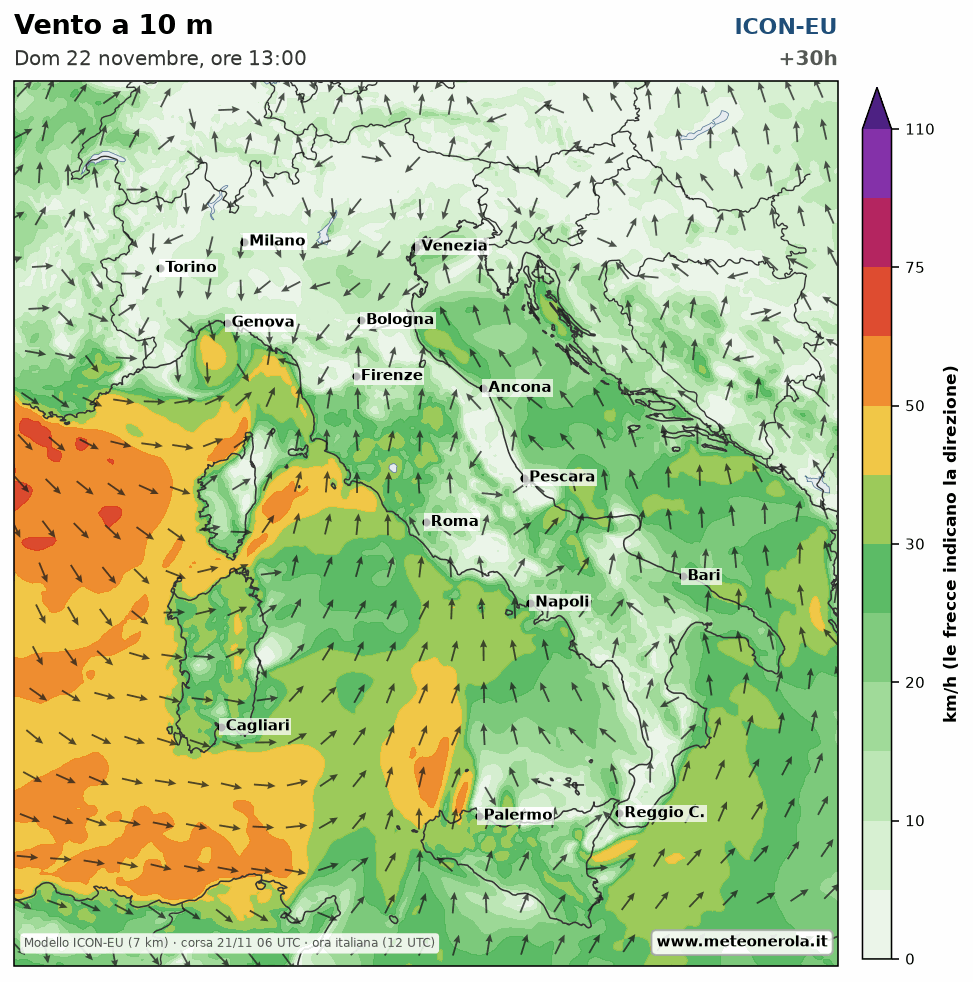 Vento a 10 m
ICON-EU
Dom 22 novembre, ore 13:00
+30h
Milano
Venezia
Torino
Genova
Bologna
Firenze
Ancona
Pescara
Roma
Bari
Napoli
Cagliari
Palermo
Reggio C.
110
75
50
30
20
10
0
km/h (le frecce indicano la direzione)
Modello ICON-EU (7 km) · corsa 21/11 06 UTC · ora italiana (12 UTC)
www.meteonerola.it